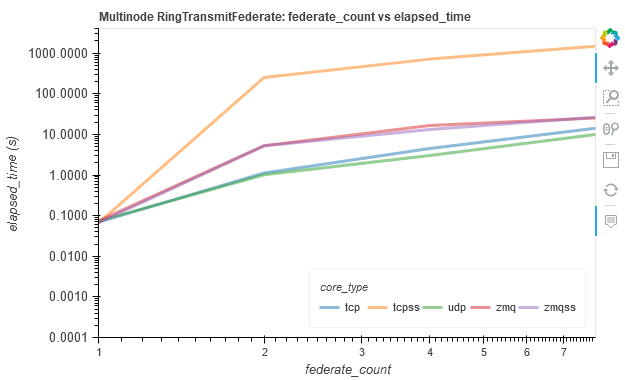 Multinode RingTransmitFederate: federate_count vs elapsed_time
1000.0000
100.0000
10.0000
1.0000
0.1000
0.0100
0.0010
0.0001
elapsed_time (s)
core_type
tcp tcpss udp zmq zmqss
1 2 3 4 5 6 7
federate_count